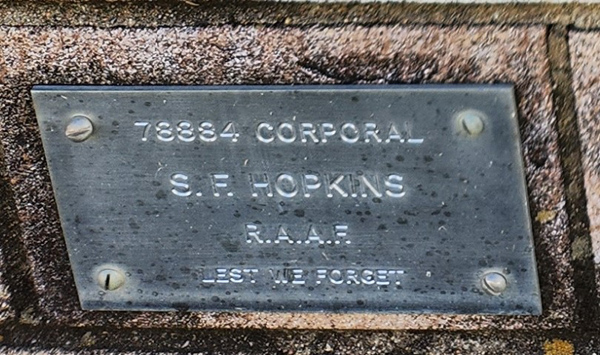 78884 CORPORAL
S. F. HOPKINS
R.A.A.F.
LEST WE FORGET